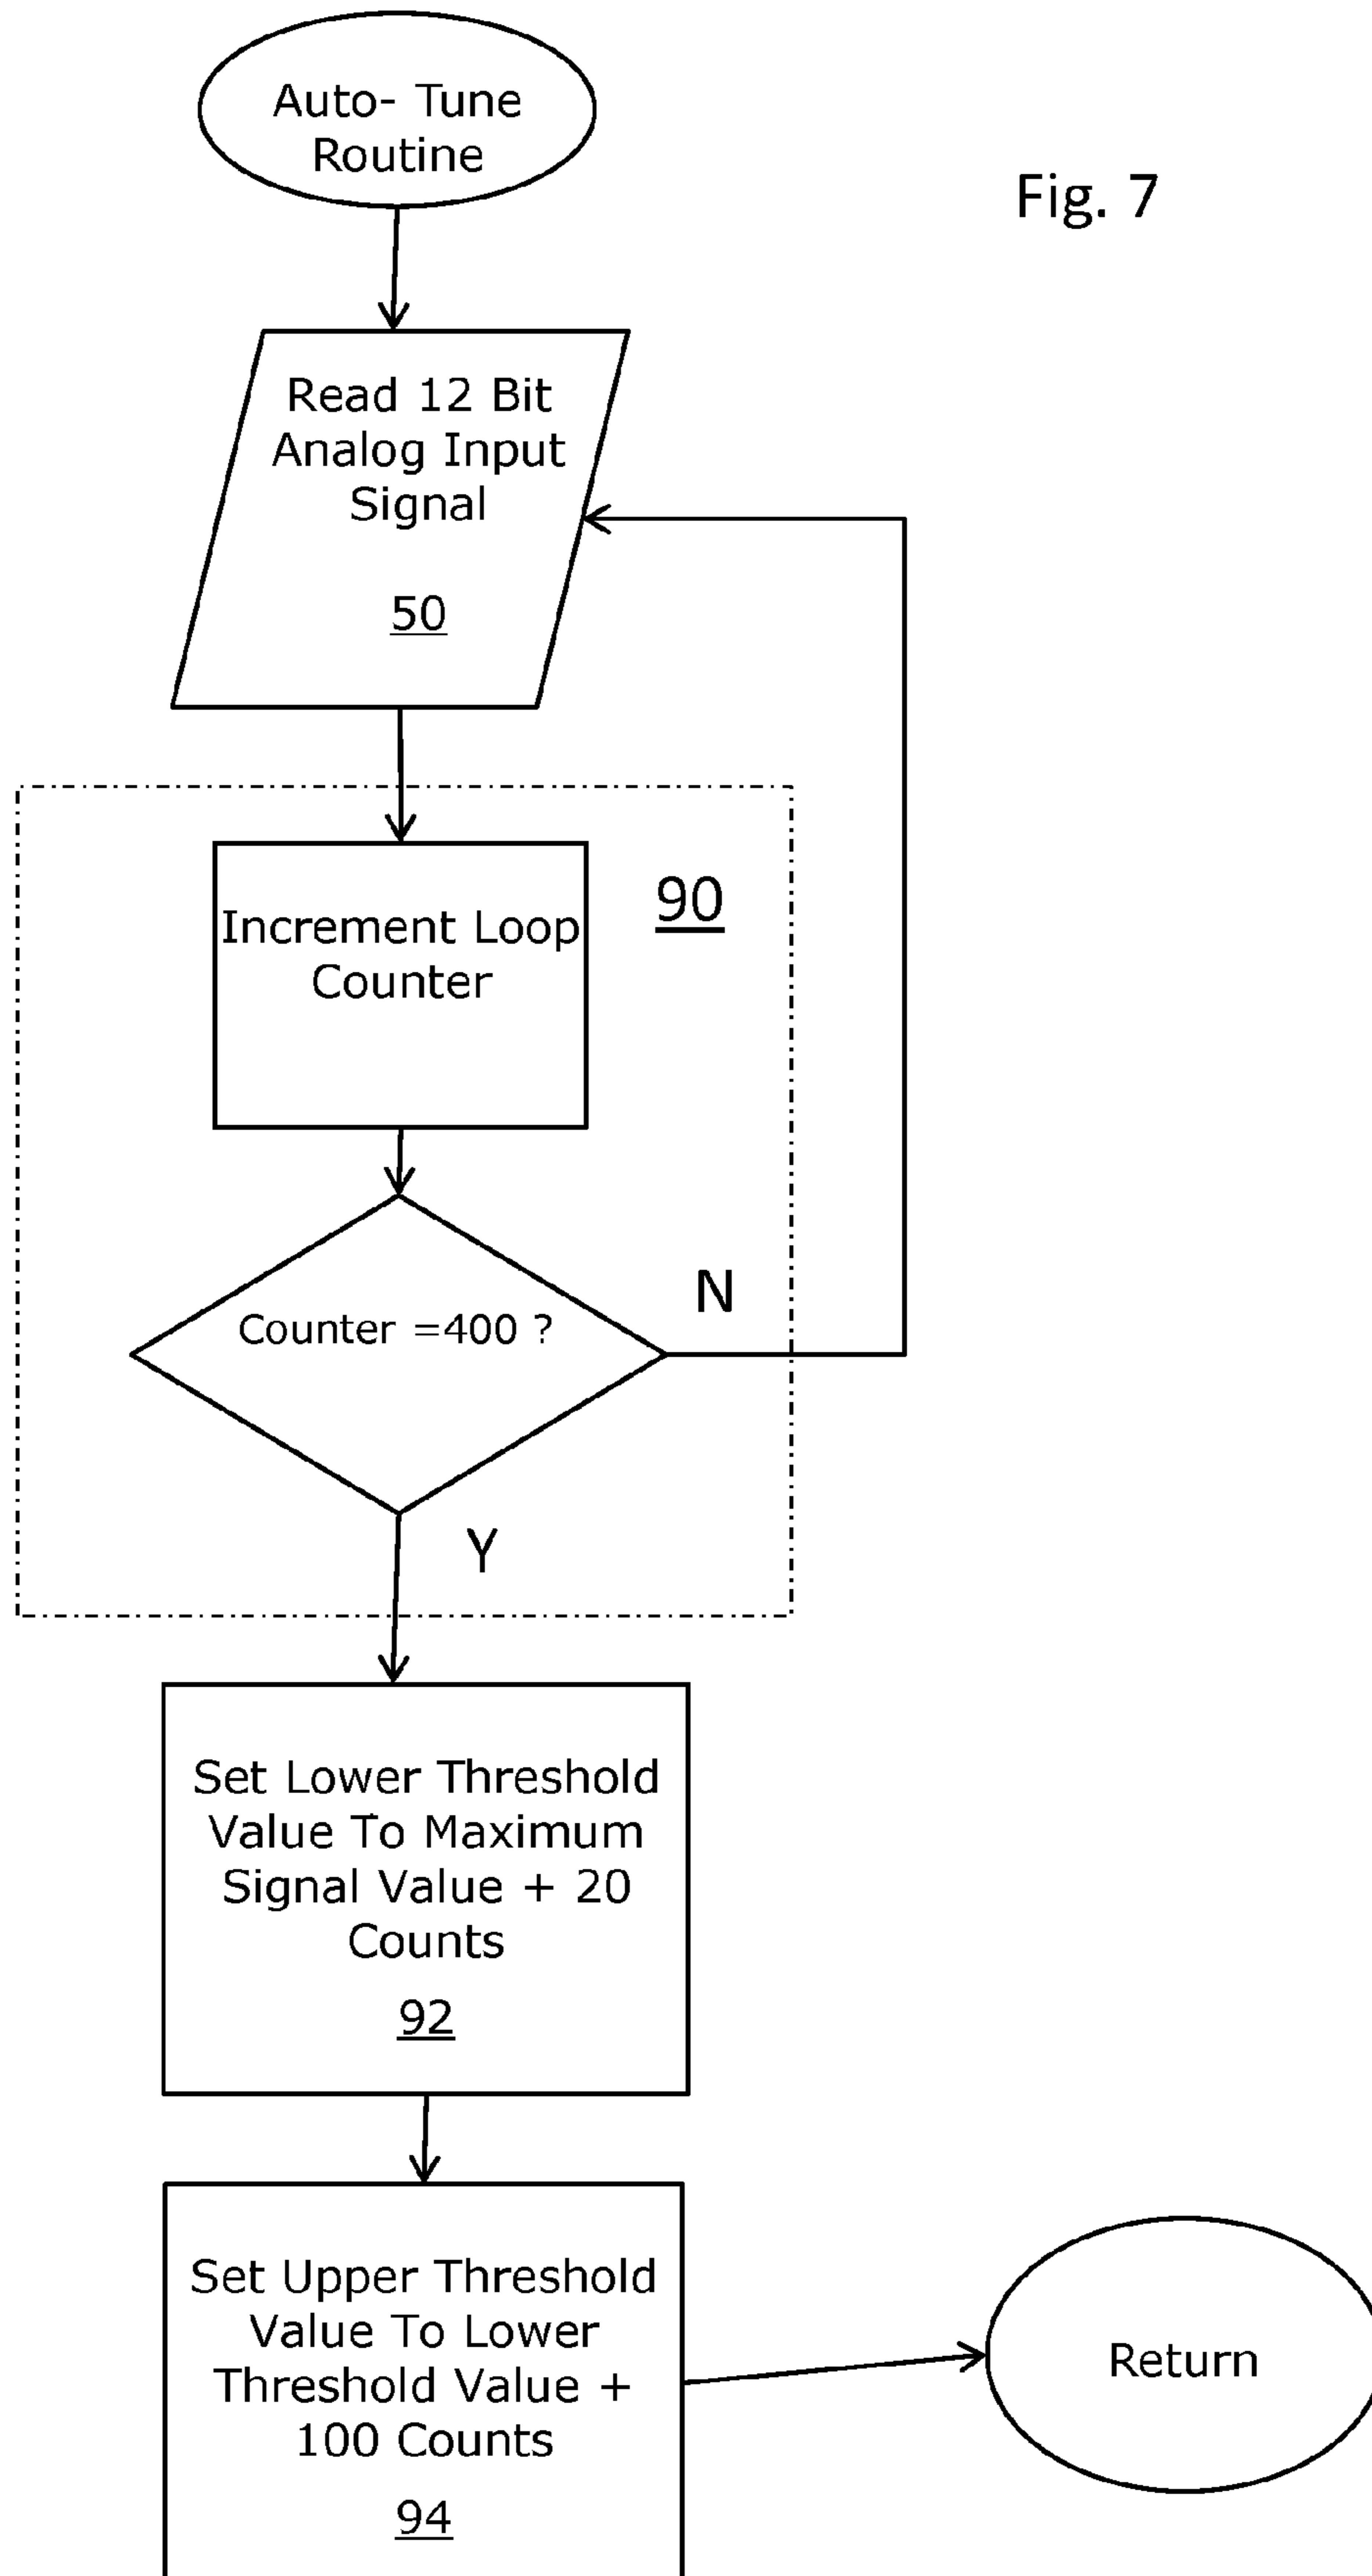 Auto- Tune
Routine
Fig. 7
Read 12 Bit
Analog Input
Signal
50
90
Increment Loop
Counter
Counter =400 ?
N
Y
Set Lower Threshold
Value To Maximum
Signal Value + 20
Counts
92
Set Upper Threshold
Value To Lower
Threshold Value +
100 Counts
94
Return